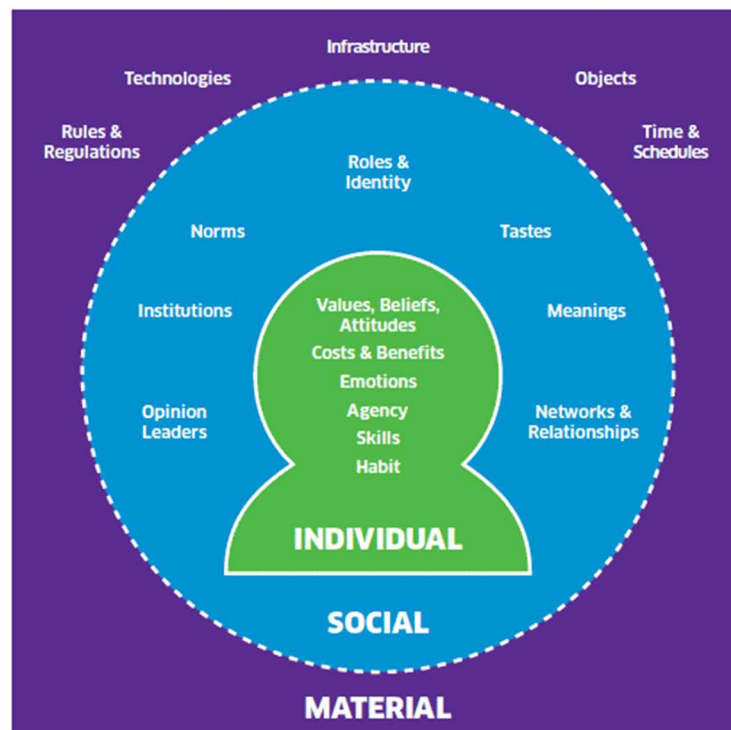 Infrastructure
Technologies
Objects
Rules &
Regulations
Time &
Schedules
Roles &
Identity
Norms
Tastes
Institutions
Values, Beliefs,
Attitudes
Meanings
Costs & Benefits
Emotions
Agency
Skills
Habit
Opinion
Leaders
Networks &
Relationships
INDIVIDUAL
SOCIAL
MATERIAL